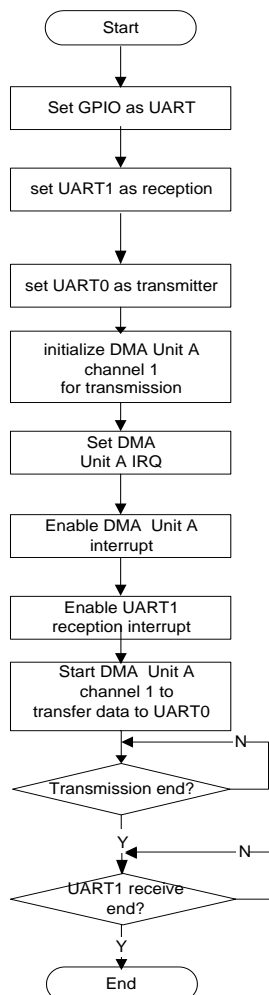 Start
Set GPIO as UART
set UART1 as reception
set UART0 as transmitter
initialize DMA Unit A
channel 1
for transmission
Set DMA
Unit A IRQ
Enable DMA Unit A
interrupt
Enable UART1
reception interrupt
Start DMA Unit A
channel 1 to
transfer data to UART0
N
Transmission end?
Y
N
UART1 receive
end?
Y
End